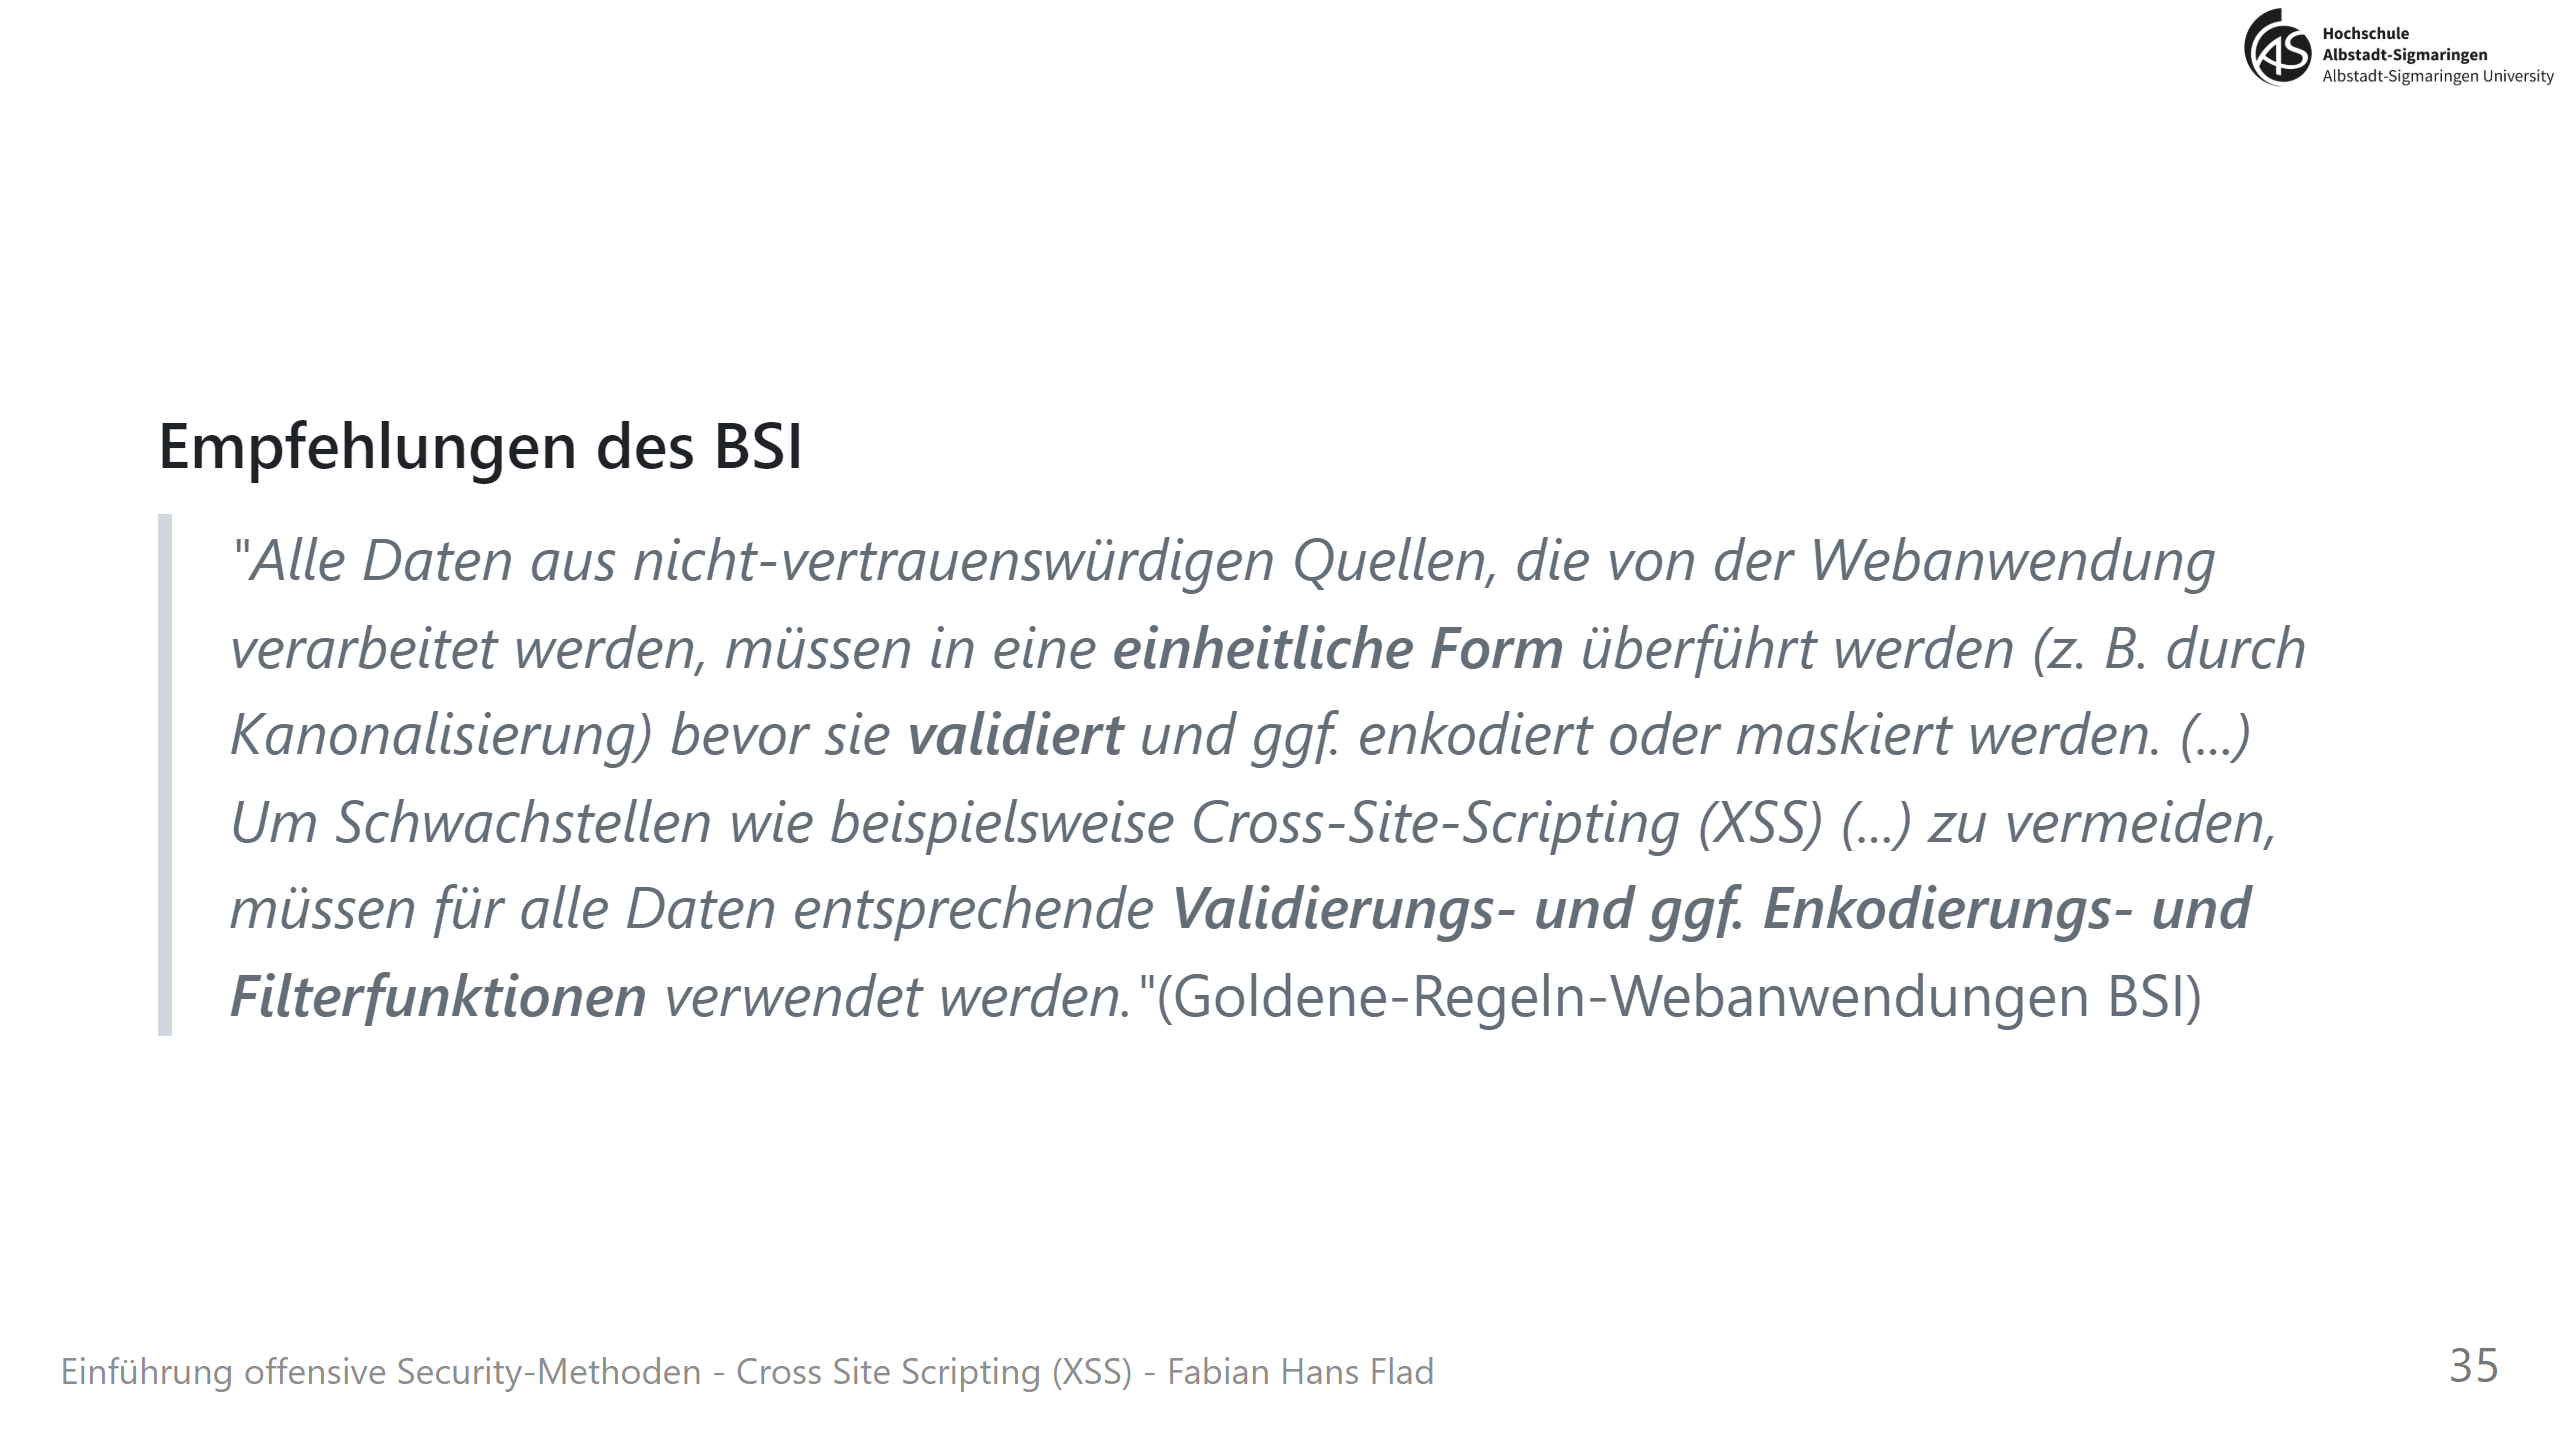 Hochschule
Albstadt-Sigmaringen
Albstadt-Sigmaringen University
Empfehlungen des BSI
"Alle Daten aus nicht-vertrauenswürdigen Quellen, die von der Webanwendung
verarbeitet werden, müssen in eine einheitliche Form überführt werden (z. B. durch
Kanonalisierung) bevor sie validiert und ggf. enkodiert oder maskiert werden. (...)
Um Schwachstellen wie beispielsweise Cross-Site-Scripting (XSS) (...) zu vermeiden,
müssen für alle Daten entsprechende Validierungs- und ggf. Enkodierungs- und
Filterfunktionen verwendet werden."(Goldene-Regeln-Webanwendungen BSI)
Einführung offensive Security-Methoden - Cross Site Scripting (XSS) - Fabian Hans Flad
35